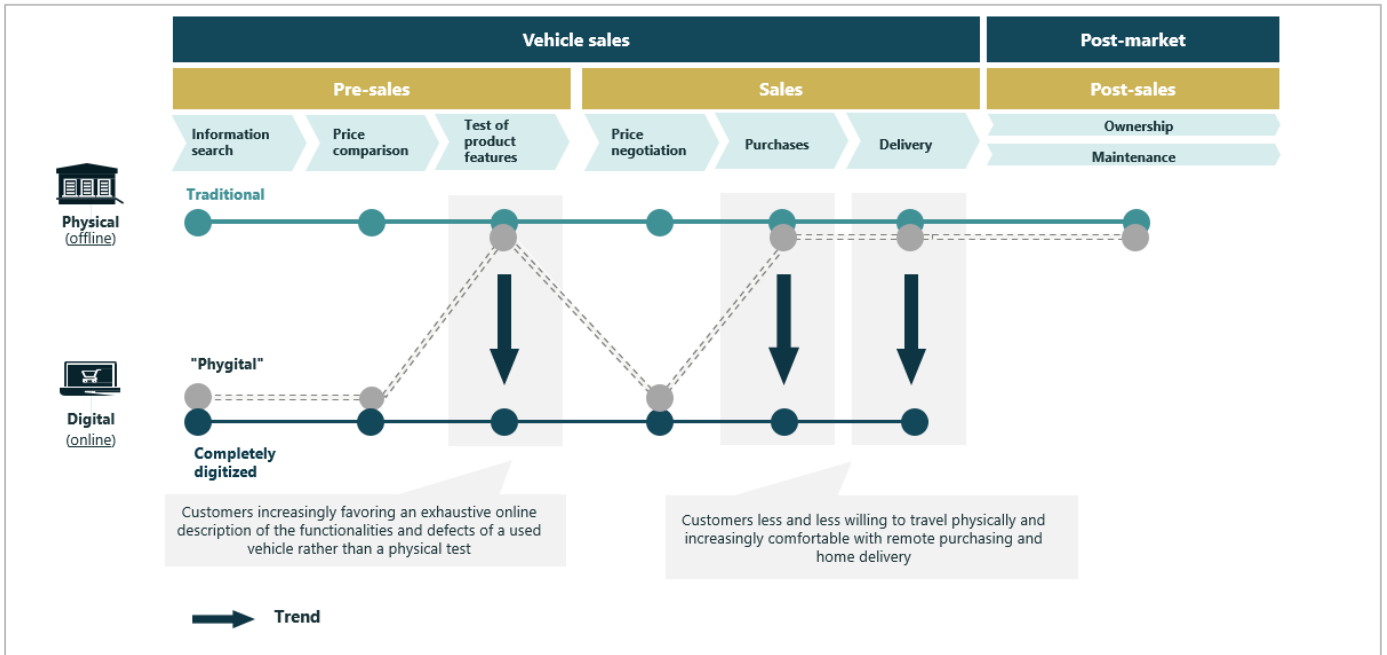 Vehicle sales
Post-market
Pre-sales
Sales
Post-sales
Information
search
Price
comparison
Test of
product
features
Price
negotiation
Purchases
Delivery
Ownership
Maintenance
Traditional
Physical
(offline)
"Phygital"
Digital
(online)
Completely
digitized
Customers increasingly favoring an exhaustive online
description of the functionalities and defects of a used
vehicle rather than a physical test
Customers less and less willing to travel physically and
increasingly comfortable with remote purchasing and
home delivery
Trend